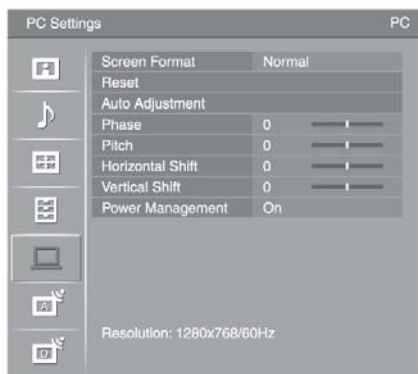 PC Settings PC
Screen Format Normal
Reset
Auto Adjustment
Phase 0
Pitch 0
Horizontal Shift 0
Vertical Shift 0
Power Management On
A
D
Resolution: 1280x768/60Hz